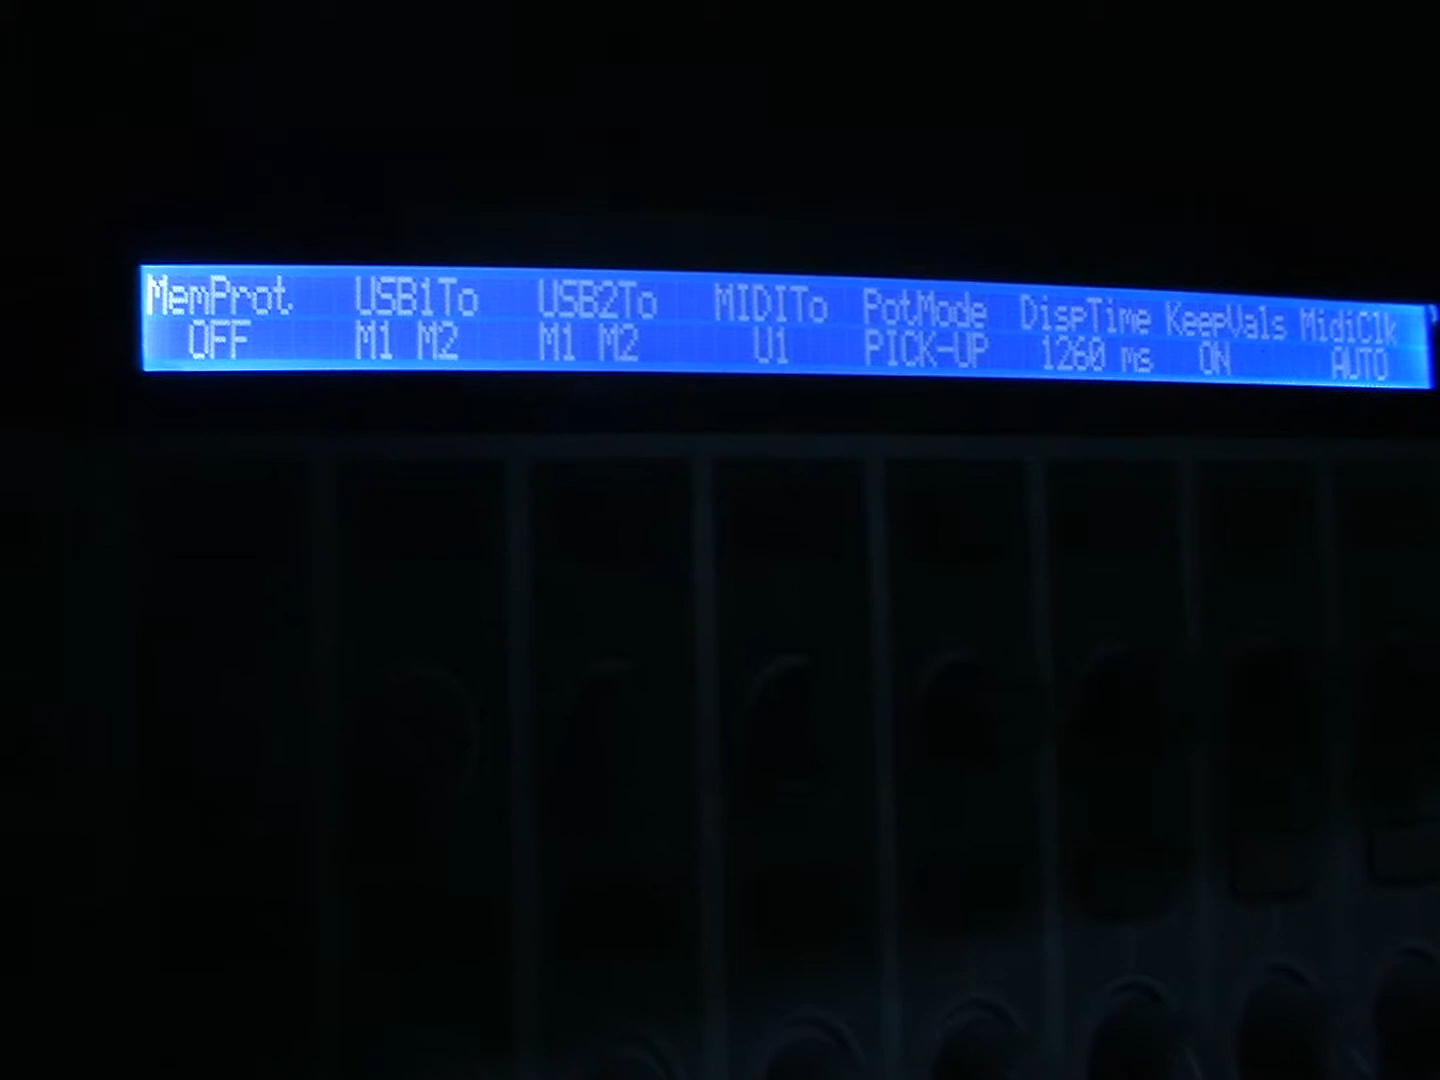 MemProt USB1To USB2To MIDITo PotMode DispTime KeepVals MidiClk
OFF M1 M2 M1 M2 U1 PICK-UP 1260 ms ON AUTO